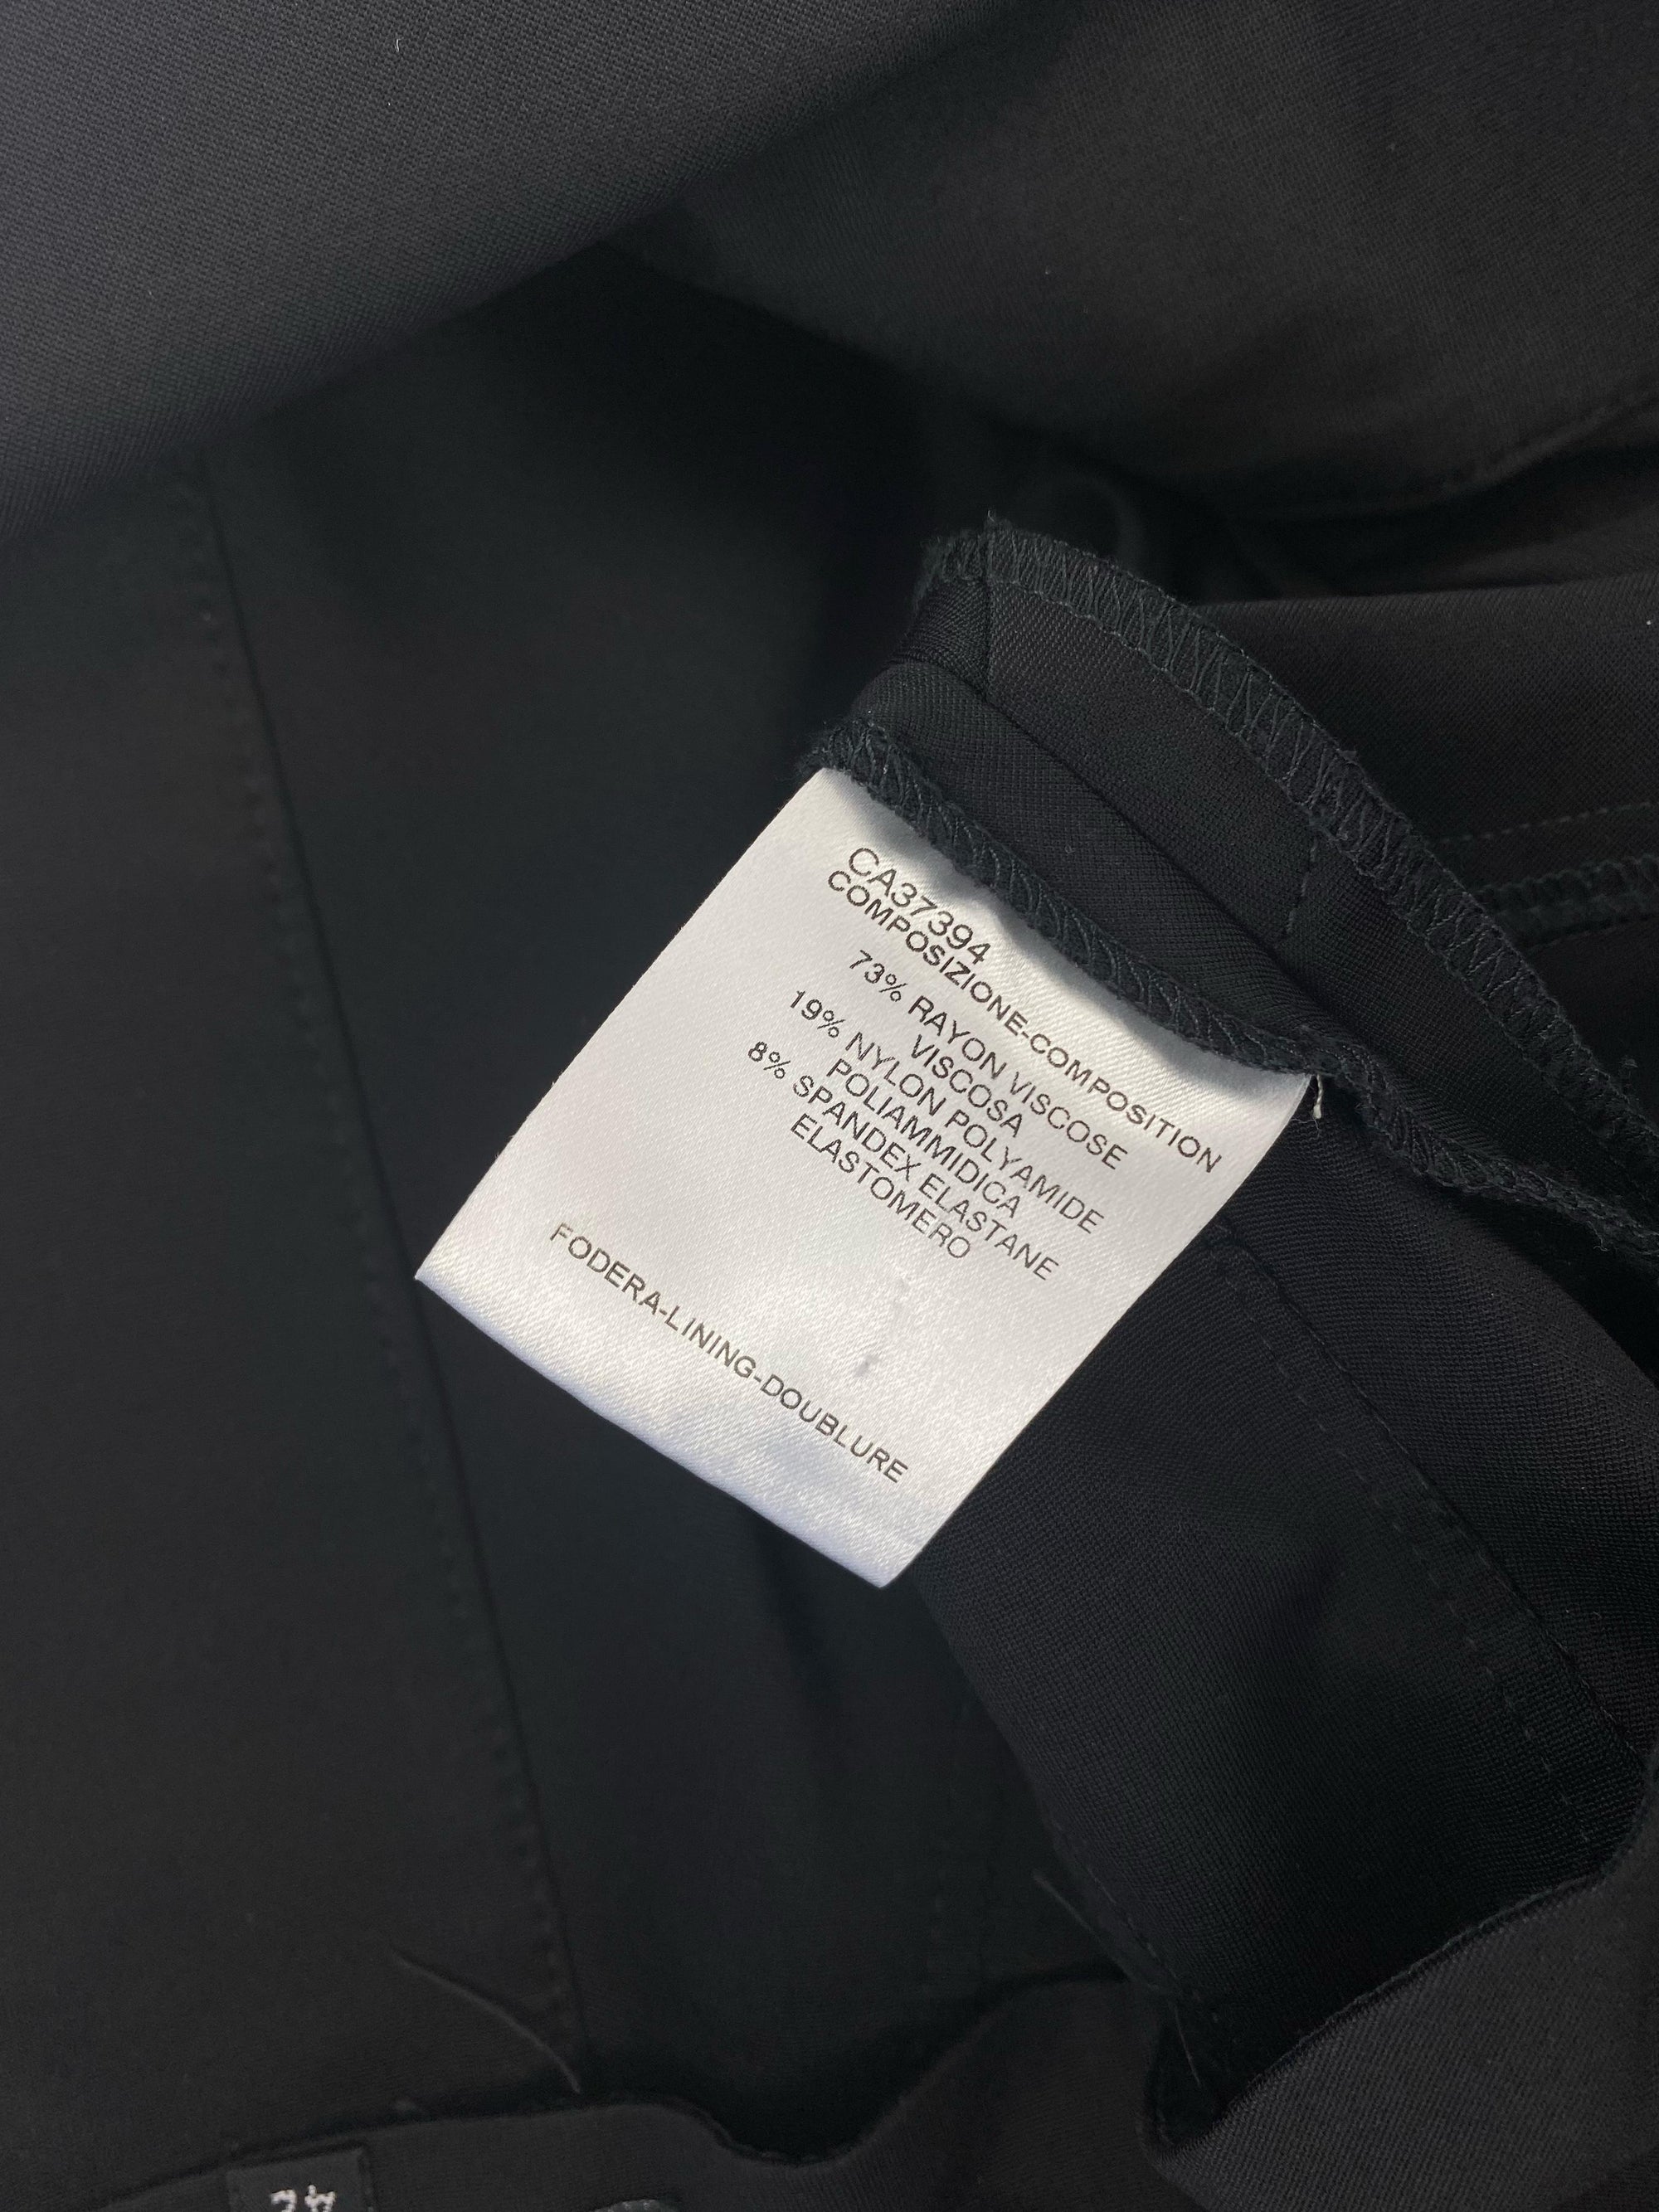 CA37394
COMPOSIZIONE-COMPOSITION
73% RAYON VISCOSE
VISCOSA
19% NYLON POLYAMIDE
POLIAMMIDICA
8% SPANDEX ELASTANE
ELASTOMERO
FODERA-LINING-DOUBLURE